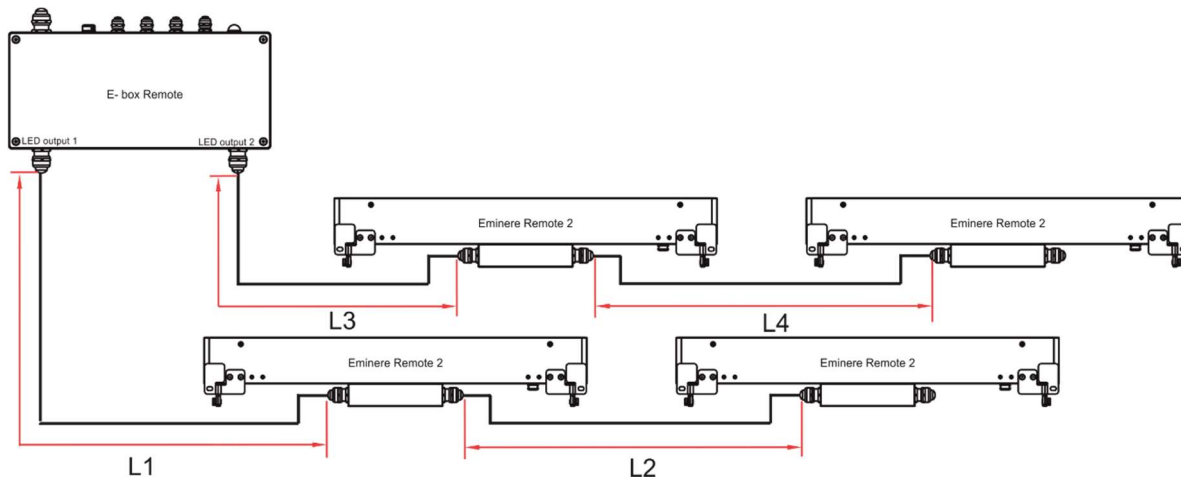 E- box Remote
LED output 1
LED output 2
Eminere Remote 2
Eminere Remote 2
L3
L4
Eminere Remote 2
Eminere Remote 2
L1
L2